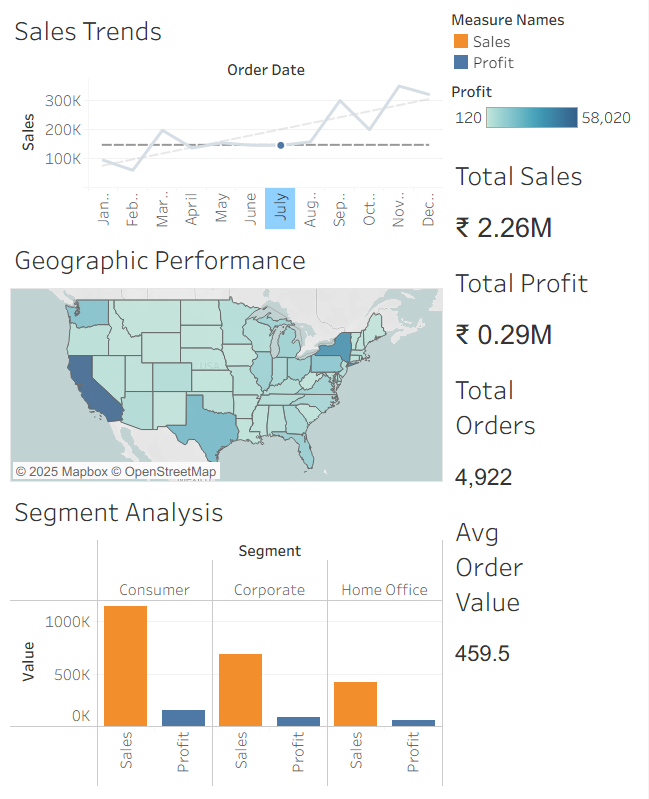 Sales Trends
Order Date
Sales
300K
200K
100K
Jan..
Feb..
Mar..
April
May
June
July
Aug..
Sep..
Oct..
Nov..
Dec..
Geographic Performance
© 2025 Mapbox © OpenStreetMap
Segment Analysis
Segment
Consumer
Corporate
Home Office
Value
1000K
500K
0K
Sales
Profit
Sales
Profit
Sales
Profit
Measure Names
Sales
Profit
Profit
120
58,020
Total Sales
₹ 2.26M
Total Profit
₹ 0.29M
Total
Orders
4,922
Avg
Order
Value
459.5